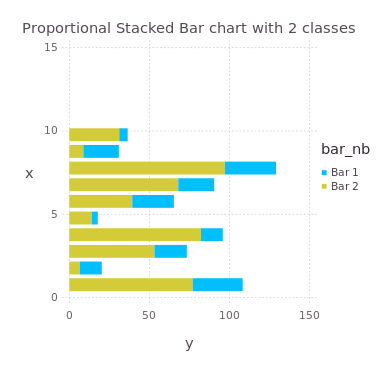 Proportional Stacked Bar chart with 2 classes
15
10
5
0
x
0 50 100 150
y
bar_nb
Bar 1
Bar 2